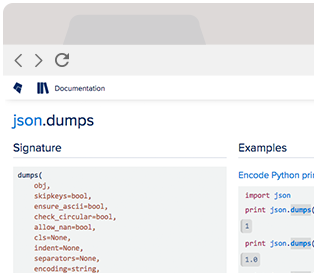 Documentation
json.dumps
Signature
dumps(
obj,
skipkeys=bool,
ensure_ascii=bool,
check_circular=bool,
allow_nan=bool,
cls=None,
indent=None,
separators=None,
encoding=string,
Examples
Encode Python pri
import json
print json.dumps(
1
print json.dumps(
1.0